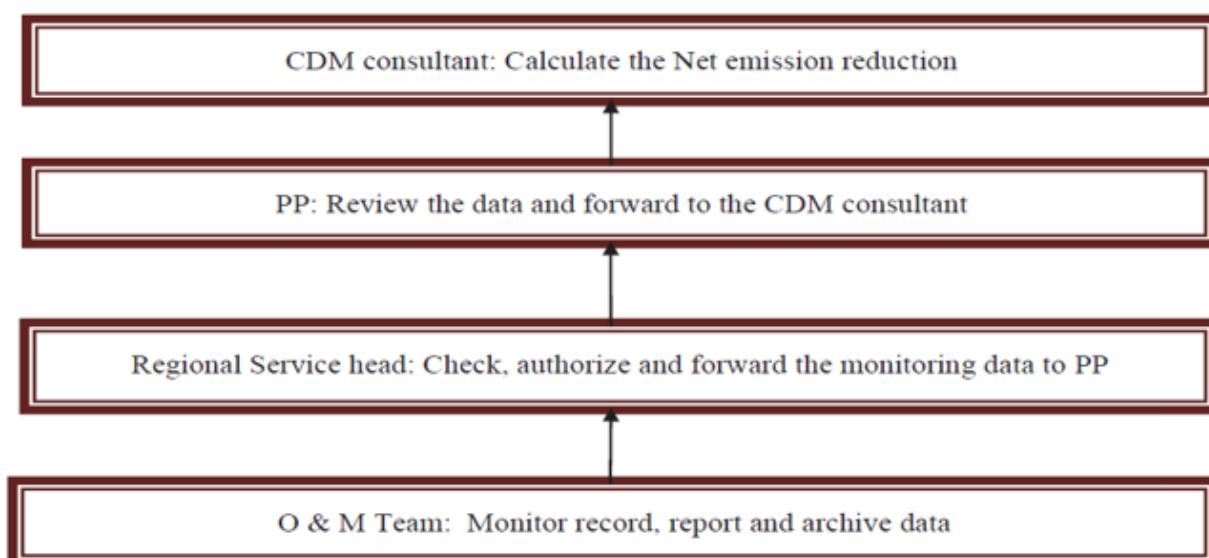 CDM consultant: Calculate the Net emission reduction
PP: Review the data and forward to the CDM consultant
Regional Service head: Check, authorize and forward the monitoring data to PP
O & M Team: Monitor record, report and archive data